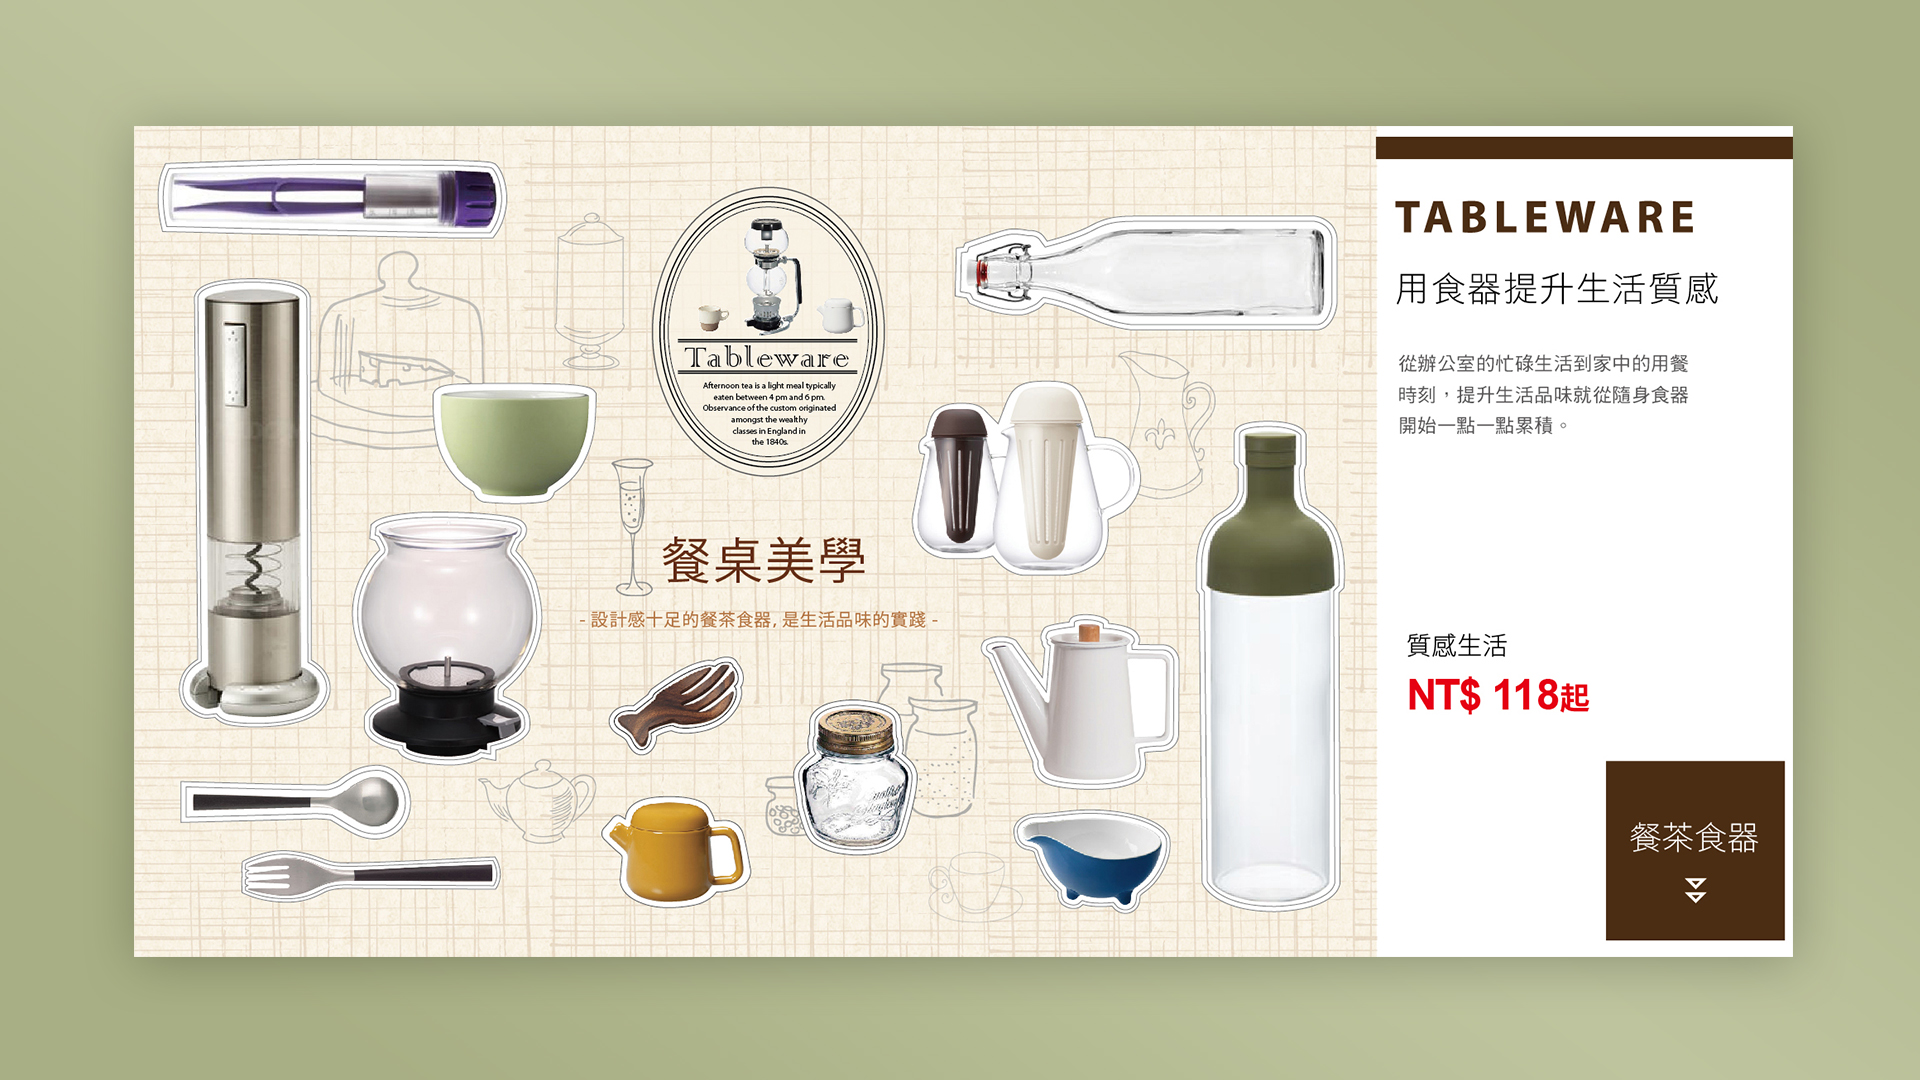 Tableware
Afternoon tea is a light meal typically
eaten between 4 pm and 6 pm.
Observance of the custom originated
amongst the wealthy
classes in England in
the 1840s.
餐桌美學
- 設計感十足的餐茶食器, 是生活品味的實踐 -
TABLEWARE
用食器提升生活質感
從辦公室的忙碌生活到家中的用餐
時刻，提升生活品味就從隨身食器
開始一點一點累積。
質感生活
NT$ 118起
餐茶食器